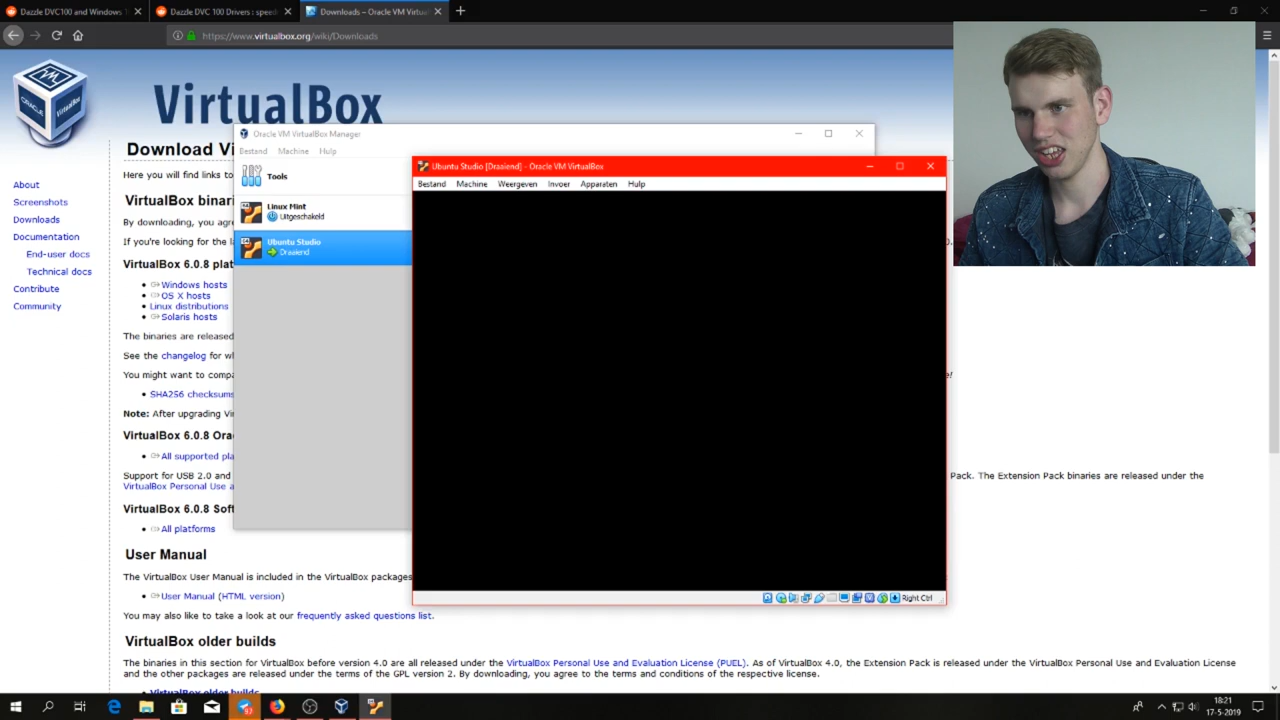 Dazzle DVC100 and Windows
Dazzle DVC 100 Drivers : speed
Downloads – Oracle VM Virtual
https://www.virtualbox.org/wiki/Downloads
VirtualBox
ORACLE
VM
VirtualBox
Download Vi
Here you will find links to
About
Screenshots
Downloads
Documentation
End-user docs
Technical docs
Contribute
Community
VirtualBox binari
By downloading, you agre
If you're looking for the la
VirtualBox 6.0.8 plat
Windows hosts
OS X hosts
Linux distributions
Solaris hosts
The binaries are released
See the changelog for wh
You might want to compa
SHA256 checksums
Note: After upgrading Vir
VirtualBox 6.0.8 Orac
All supported pla
Support for USB 2.0 and
Pack. The Extension Pack binaries are released under the
VirtualBox Personal Use a
VirtualBox 6.0.8 Soft
All platforms
User Manual
The VirtualBox User Manual is included in the VirtualBox packages
User Manual (HTML version)
You may also like to take a look at our frequently asked questions list.
VirtualBox older builds
The binaries in this section for VirtualBox before version 4.0 are all released under the VirtualBox Personal Use and Evaluation License (PUEL). As of VirtualBox 4.0, the Extension Pack is released under the VirtualBox Personal Use and Evaluation License
and the other packages are released under the terms of the GPL version 2. By downloading, you agree to the terms and conditions of the respective license.
VirtualBox older builds
Oracle VM VirtualBox Manager
Bestand Machine Hulp
Tools
Linux Mint
Uitgeschakeld
Ubuntu Studio
Draaiend
Ubuntu Studio [Draaiend] - Oracle VM VirtualBox
Bestand Machine Weergeven Invoer Apparaten Hulp
Right Ctrl
18:21
17-5-2019